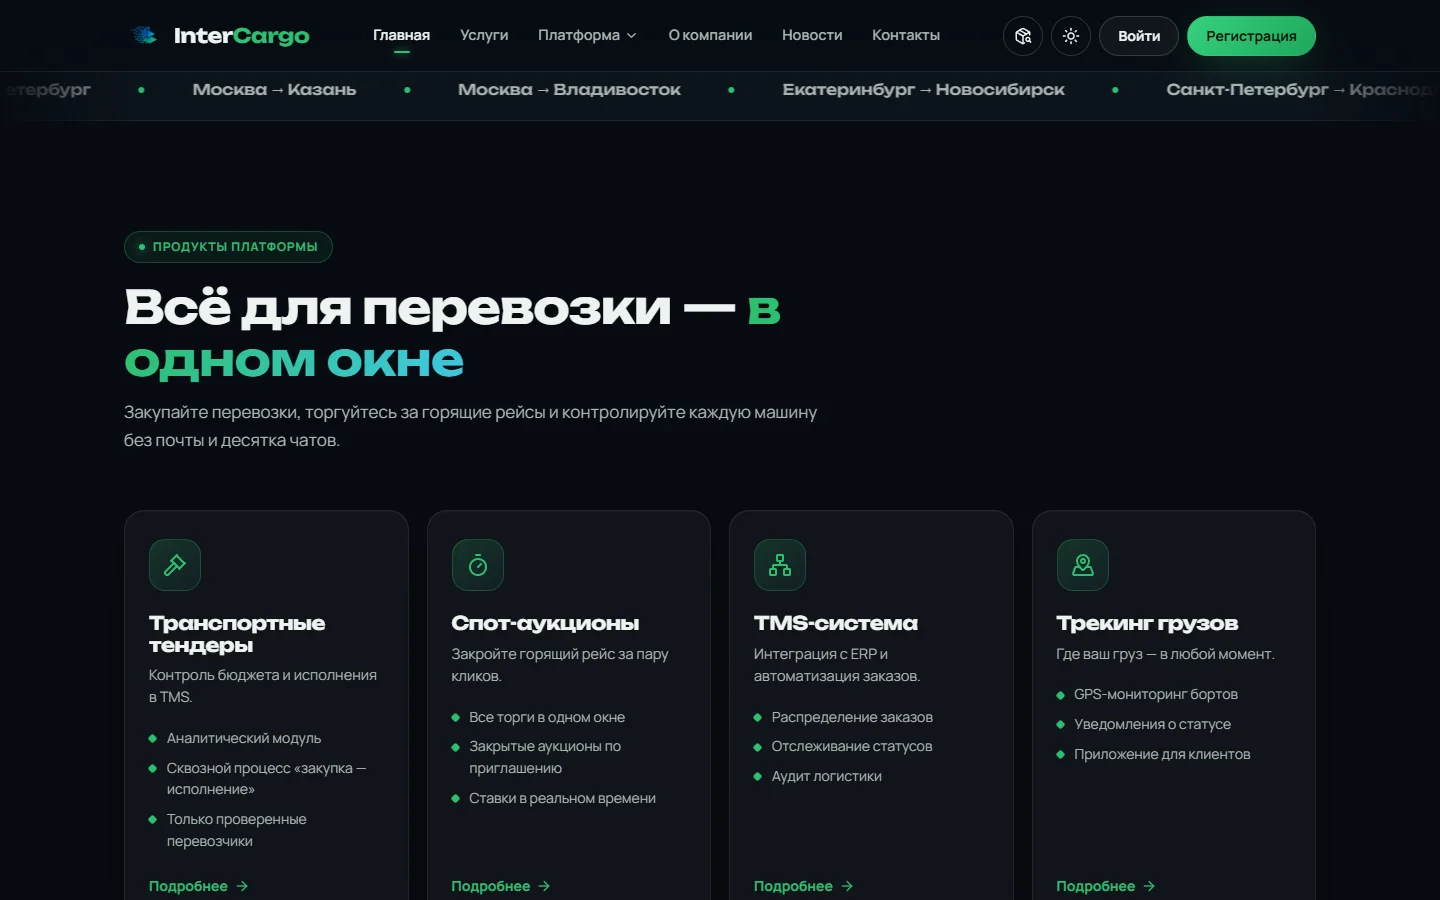 InterCargo
Главная
Услуги
Платформа
О компании
Новости
Контакты
Войти
Регистрация
етербург • Москва → Казань • Москва → Владивосток • Екатеринбург → Новосибирск • Санкт-Петербург → Краснод
ПРОДУКТЫ ПЛАТФОРМЫ
Всё для перевозки — в
одном окне
Закупайте перевозки, торгуйтесь за горящие рейсы и контролируйте каждую машину
без почты и десятка чатов.
Транспортные
тендеры
Контроль бюджета и исполнения
в TMS.
Аналитический модуль
Сквозной процесс «закупка —
исполнение»
Только проверенные
перевозчики
Подробнее →
Спот-аукционы
Закройте горящий рейс за пару
кликов.
Все торги в одном окне
Закрытые аукционы по
приглашению
Ставки в реальном времени
Подробнее →
TMS-система
Интеграция с ERP и
автоматизация заказов.
Распределение заказов
Отслеживание статусов
Аудит логистики
Подробнее →
Трекинг грузов
Где ваш груз — в любой момент.
GPS-мониторинг бортов
Уведомления о статусе
Приложение для клиентов
Подробнее →